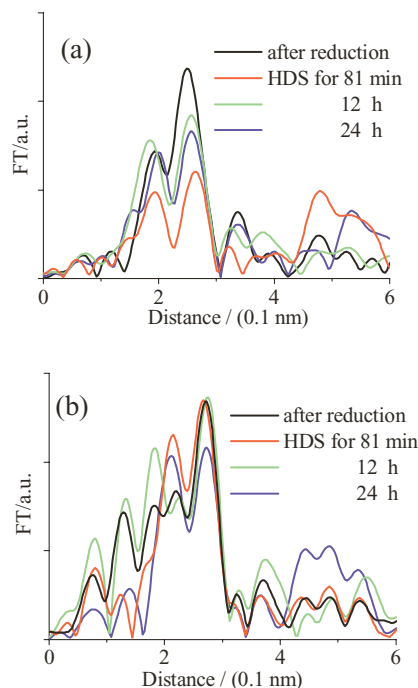 (a)
after reduction
HDS for 81 min
12 h
24 h
FT/a.u.
0 2 4 6
Distance / (0.1 nm)
(b)
after reduction
HDS for 81 min
12 h
24 h
FT/a.u.
0 2 4 6
Distance / (0.1 nm)